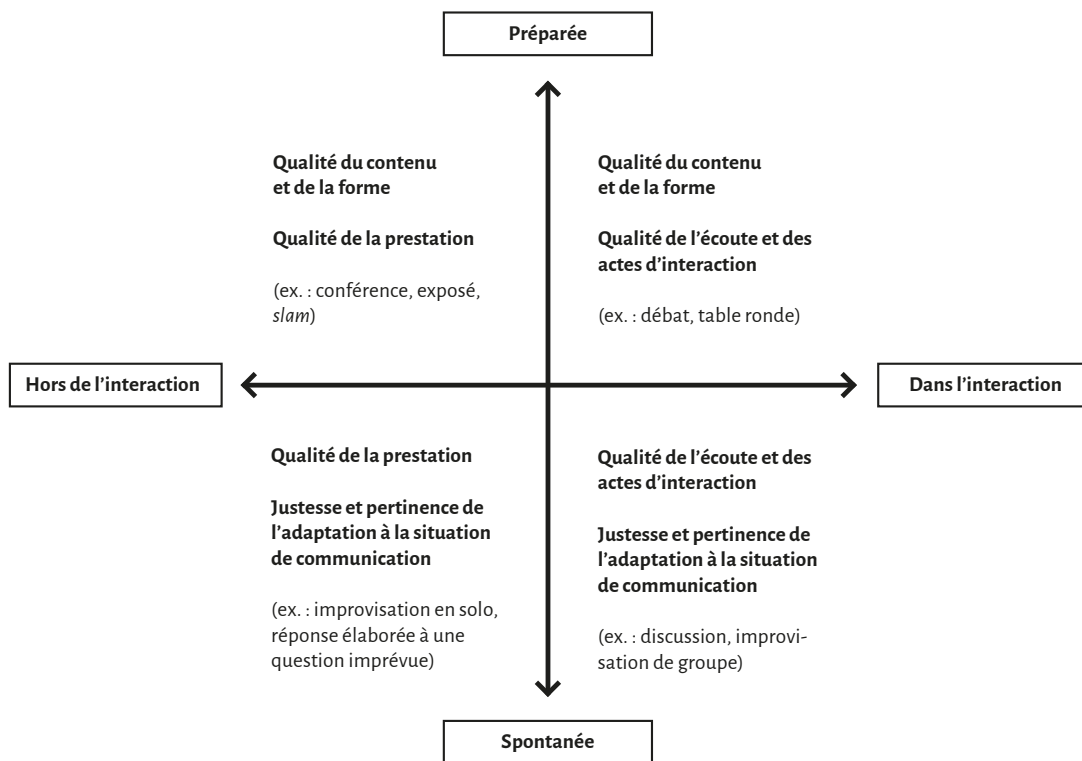 Préparée
Qualité du contenu
et de la forme
Qualité de la prestation
(ex. : conférence, exposé,
slam)
Qualité du contenu
et de la forme
Qualité de l’écoute et des
actes d’interaction
(ex. : débat, table ronde)
Hors de l’interaction
Dans l’interaction
Qualité de la prestation
Justesse et pertinence de
l’adaptation à la situation
de communication
(ex. : improvisation en solo,
réponse élaborée à une
question imprévue)
Qualité de l’écoute et des
actes d’interaction
Justesse et pertinence de
l’adaptation à la situation
de communication
(ex. : discussion, improvi-
sation de groupe)
Spontanée